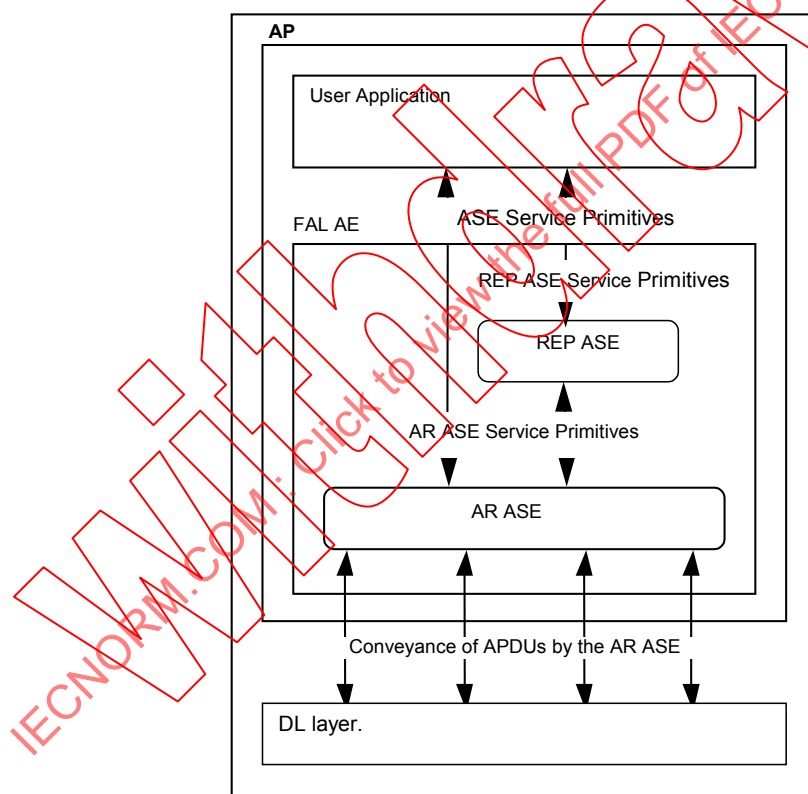 AP
User Application
ASE Service Primitives
FAL AE
REP ASE Service Primitives
REP ASE
AR ASE Service Primitives
AR ASE
Conveyance of APDUs by the AR ASE
DL layer.
IECNORM.COM: Click to view the full PDF of IEC
Withdra